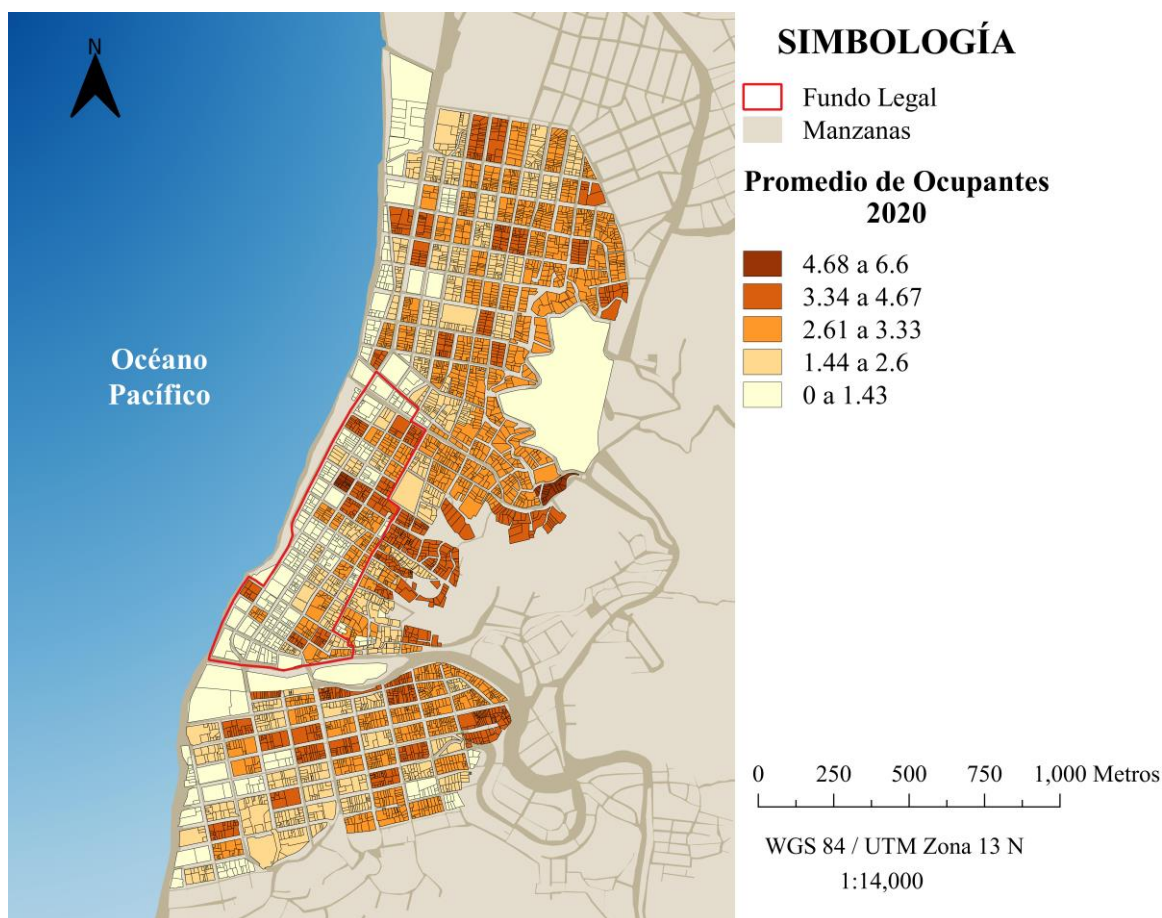 N
Océano
Pacífico
SIMBOLOGÍA
Fundo Legal
Manzanas
Promedio de Ocupantes
2020
4.68 a 6.6
3.34 a 4.67
2.61 a 3.33
1.44 a 2.6
0 a 1.43
0 250 500 750 1,000 Metros
WGS 84 / UTM Zona 13 N
1:14,000